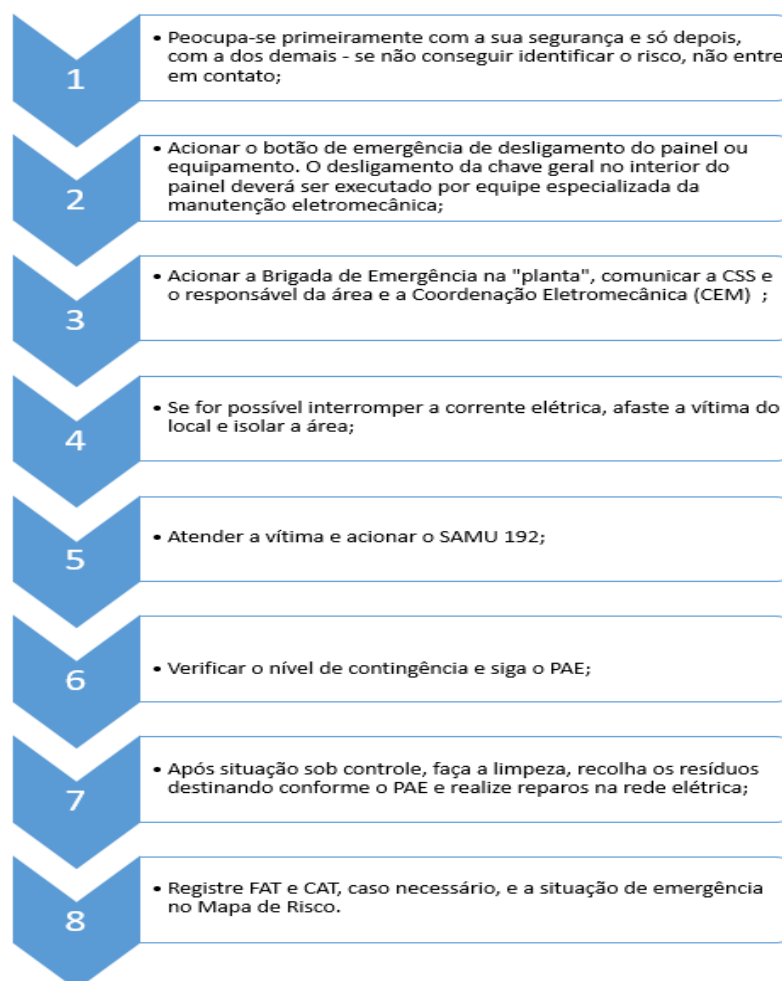 1
• Peocupa-se primeiramente com a sua segurança e só depois,
com a dos demais - se não conseguir identificar o risco, não entre
em contato;
2
• Acionar o botão de emergência de desligamento do painel ou
equipamento. O desligamento da chave geral no interior do
painel deverá ser executado por equipe especializada da
manutenção eletromecânica;
3
• Acionar a Brigada de Emergência na "planta", comunicar a CSS e
o responsável da área e a Coordenação Eletromecânica (CEM) ;
4
• Se for possível interromper a corrente elétrica, afaste a vítima do
local e isolar a área;
5
• Atender a vítima e acionar o SAMU 192;
6
• Verificar o nível de contingência e siga o PAE;
7
• Após situação sob controle, faça a limpeza, recolha os resíduos
destinando conforme o PAE e realize reparos na rede elétrica;
8
• Registre FAT e CAT, caso necessário, e a situação de emergência
no Mapa de Risco.